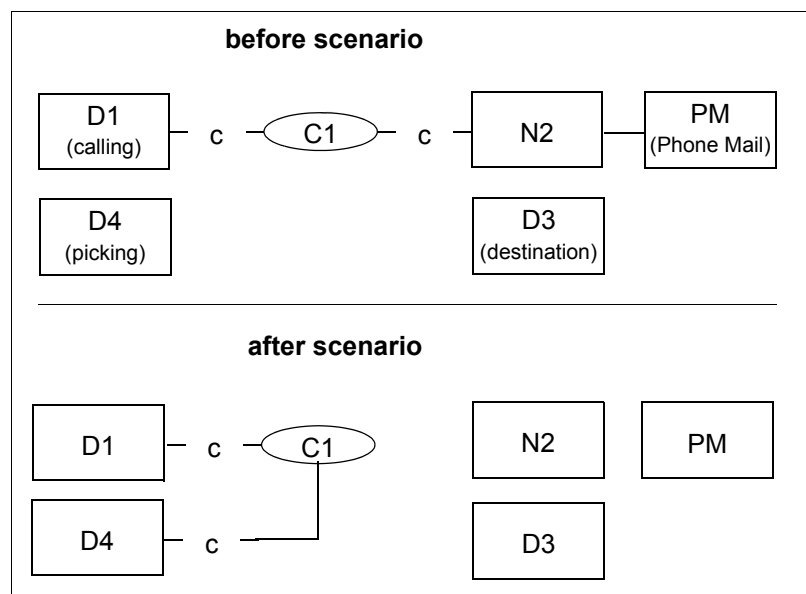 before scenario
D1
(calling)
c
C1
c
N2
PM
(Phone Mail)
D4
(picking)
D3
(destination)
after scenario
D1
c
C1
N2
PM
D4
c
D3